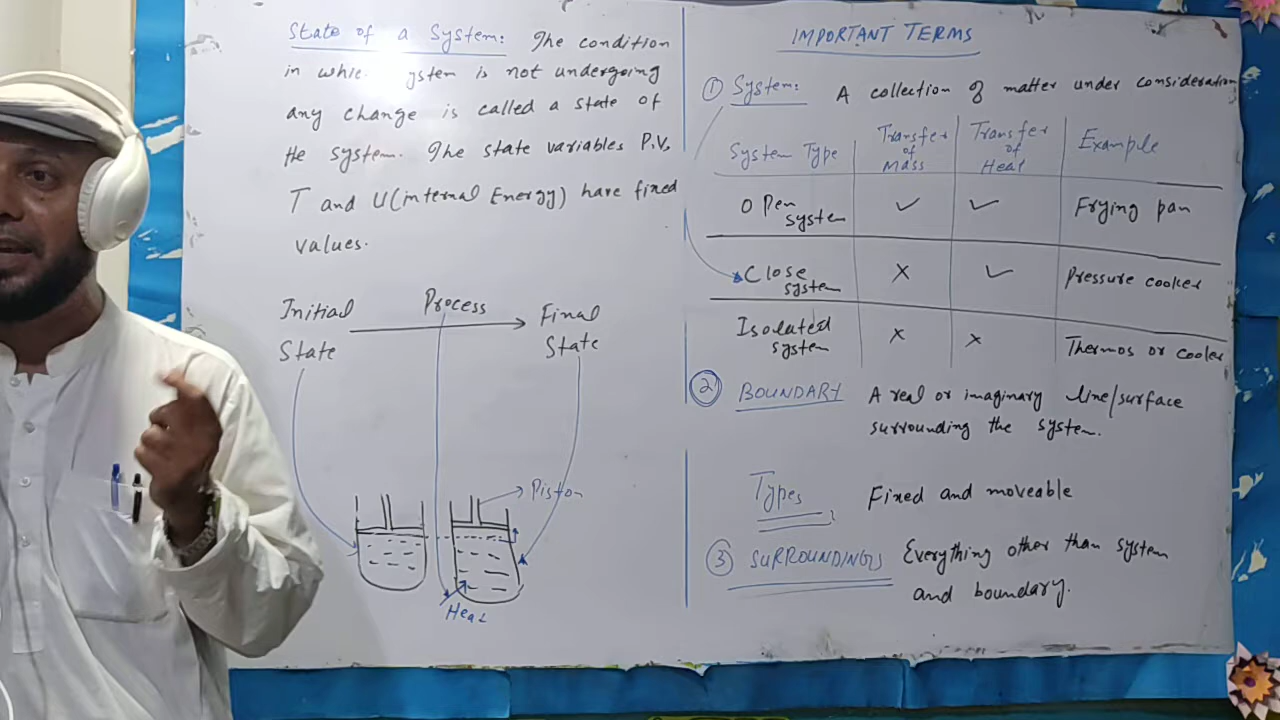 State of a System: The condition
in whic ystem is not undergoing
any change is called a state of
the system. The state variables P.V,
T and U(internal Energy) have fixed
values.
Initial
State
Process
Final
State
Piston
Heat
IMPORTANT TERMS
① System: A collection of matter under consideration
System Type Transfer of Mass Transfer of Heat Example
Open system ✓ ✓ Frying pan
Close system × ✓ Pressure cooker
Isolated system × × Thermos or cooler
② BOUNDARY A real or imaginary line/surface
surrounding the system.
Types Fixed and moveable
③ SURROUNDINGS Everything other than system
and boundary.